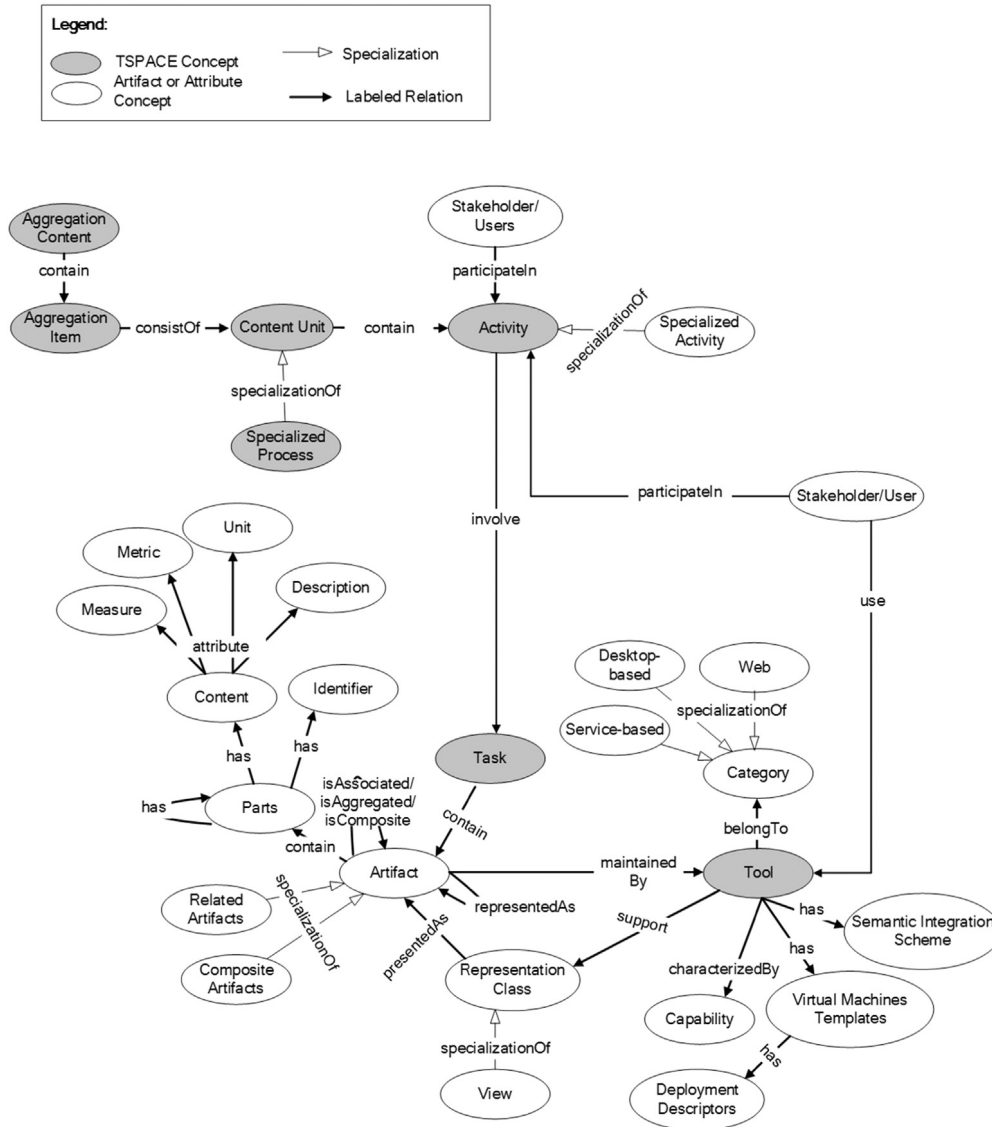 Legend:
TSPACE Concept
Artifact or Attribute
Concept
Specialization
Labeled Relation
Aggregation
Content
contain
Aggregation
Item
consistOf
Content Unit
contain
Stakeholder/
Users
participateIn
Activity
specializationOf
Specialized
Activity
specializationOf
Specialized
Process
participateIn
Stakeholder/User
involve
use
Unit
Metric
Description
Measure
attribute
Content
Identifier
has
has
has
Parts
contain
isAssociated/
isAggregated/
isComposite
Task
contain
Desktop-
based
Web
specializationOf
Service-based
Category
belongTo
Artifact
maintained
By
Tool
Related
Artifacts
specializationOf
Composite
Artifacts
representedAs
presentedAs
Representation
Class
support
specializationOf
View
characterizedBy
Capability
has
Semantic Integration
Scheme
has
Virtual Machines
Templates
has
Deployment
Descriptors